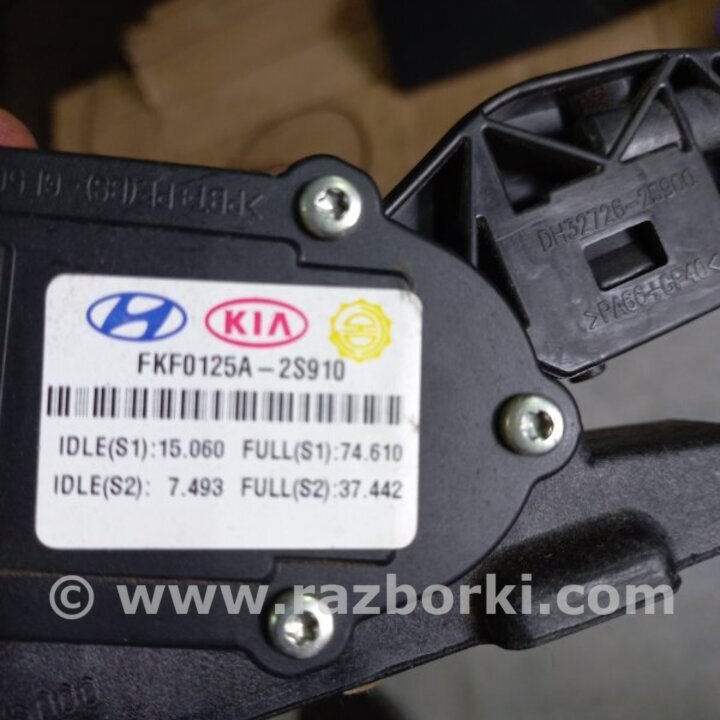 DH32726-2S900
>PA66+GF40<
KIA
FKF0125A-2S910
IDLE(S1):15.060 FULL(S1):74.610
IDLE(S2): 7.493 FULL(S2):37.442
© www.razborki.com